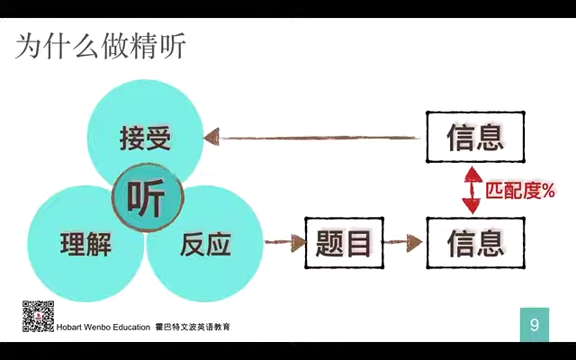 为什么做精听
接受
信息
听
匹配度%
理解
反应
题目
信息
Hobart Wenbo Education 霍巴特文波英语教育
9